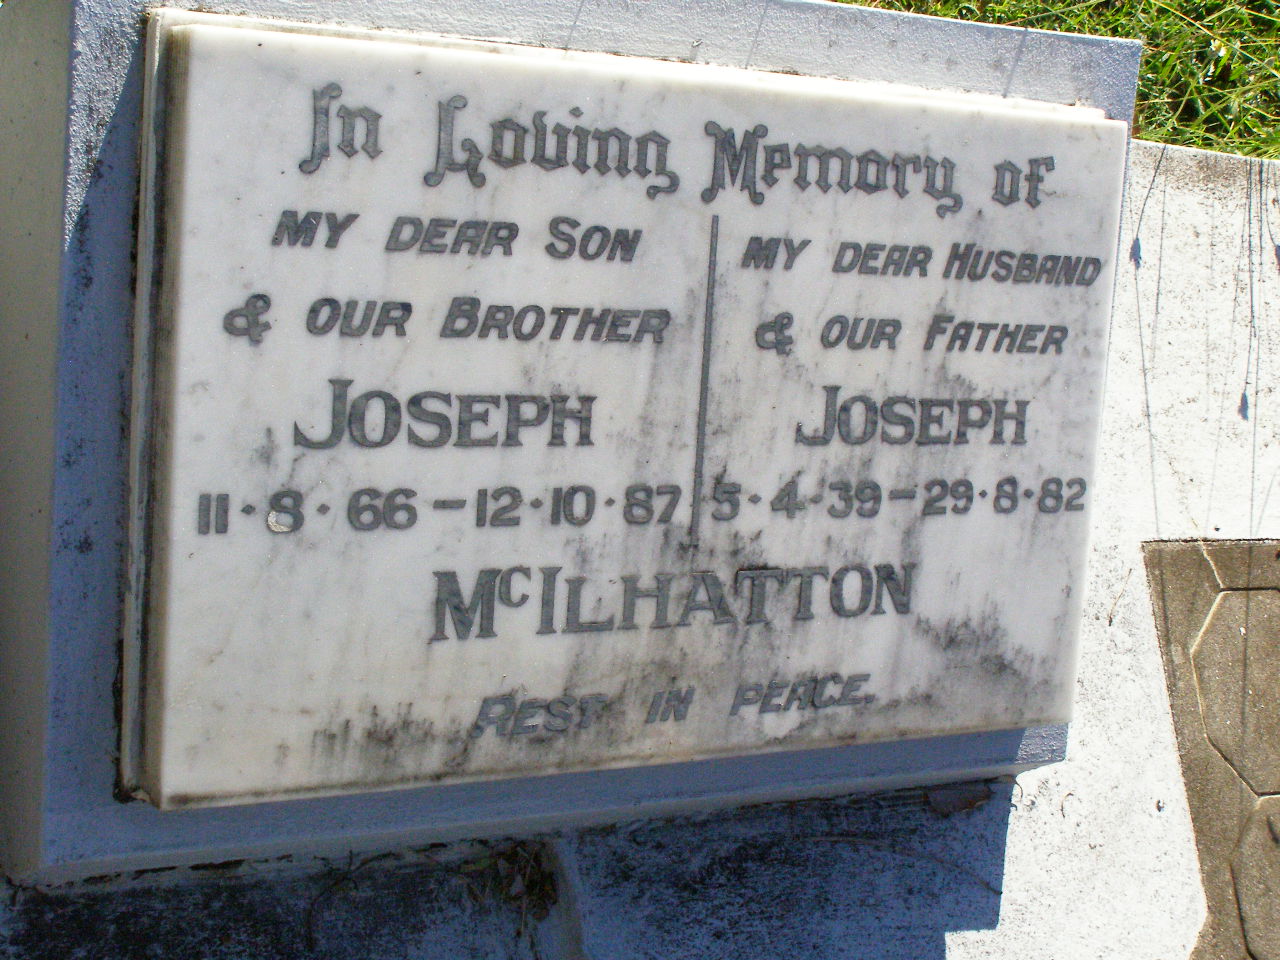 In Loving Memory of
MY DEAR SON
& OUR BROTHER
JOSEPH
11·8·66–12·10·87
MY DEAR HUSBAND
& OUR FATHER
JOSEPH
5·4·39–29·8·82
McILHATTON
REST IN PEACE